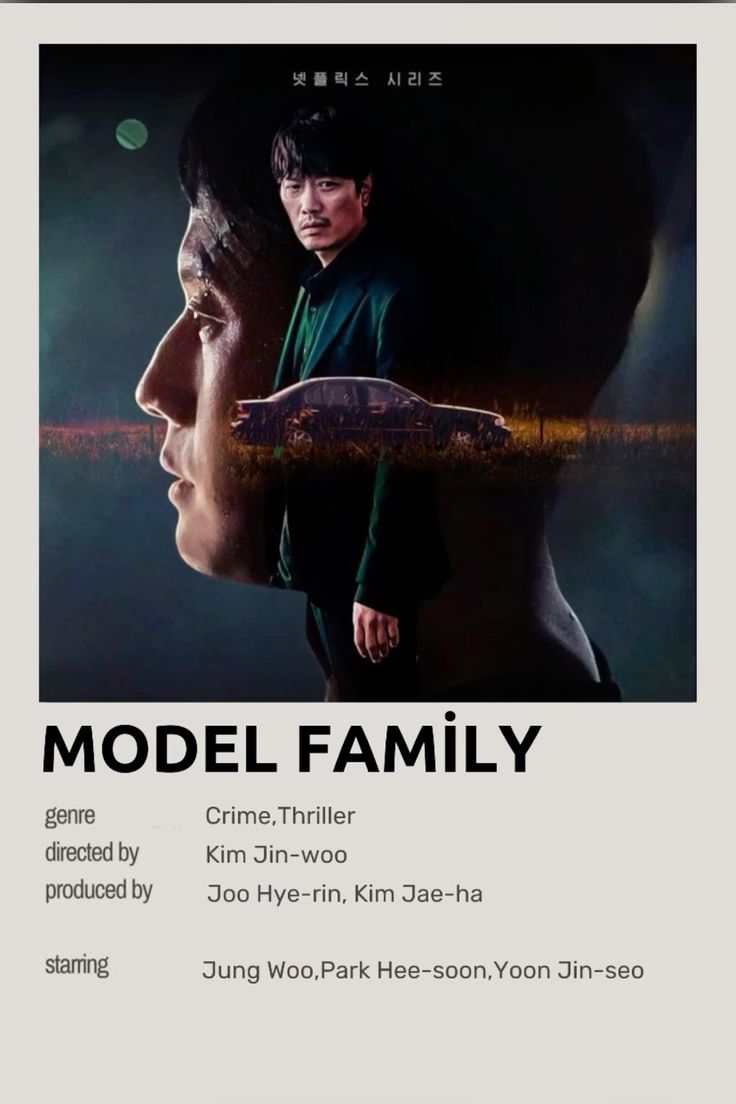 넷플릭스 시리즈
MODEL FAMİLY
genre Crime,Thriller
directed by Kim Jin-woo
produced by Joo Hye-rin, Kim Jae-ha
starring Jung Woo,Park Hee-soon,Yoon Jin-seo